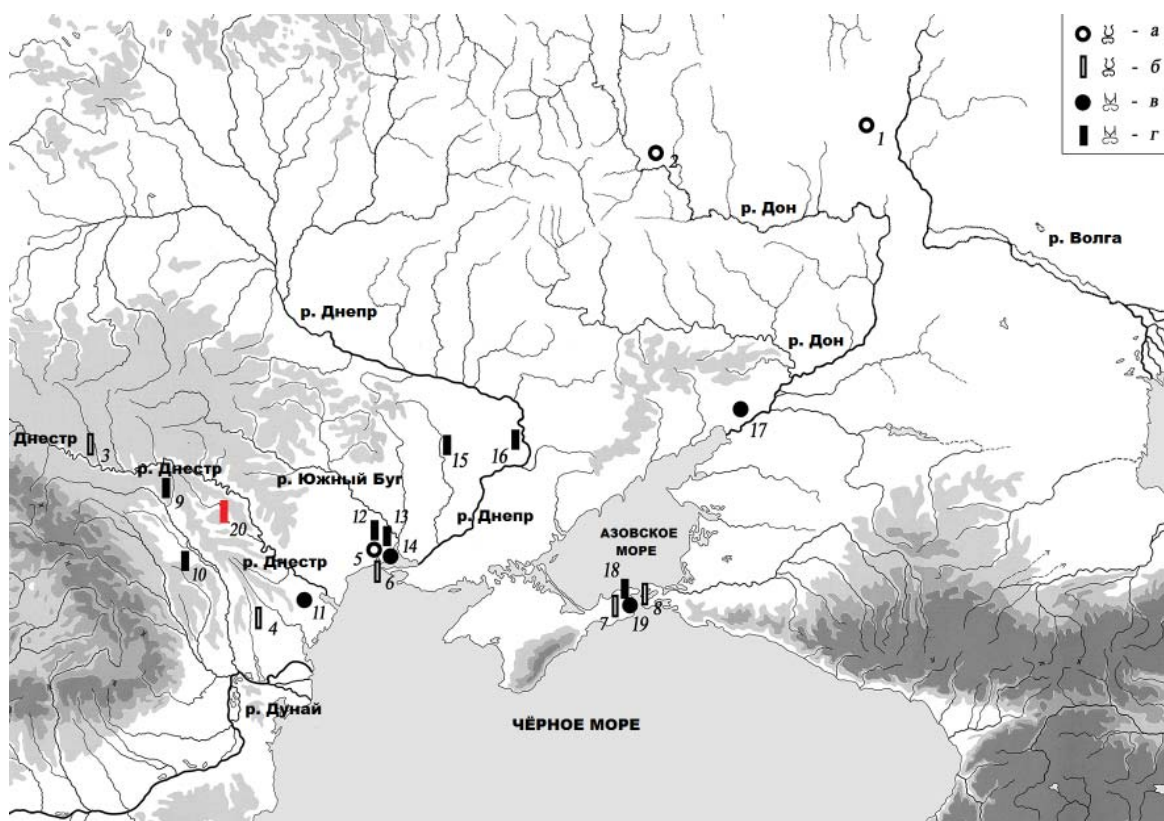 - а
- б
- в
- г
1
2
р. Дон
р. Волга
р. Днепр
р. Дон
17
Днестр
3
р. Днестр
15
16
9
р. Южный Буг
20
12
13
р. Днепр
14
5
АЗОВСКОЕ
МОРЕ
10
р. Днестр
6
18
8
11
7
19
4
р. Дунай
ЧЁРНОЕ МОРЕ